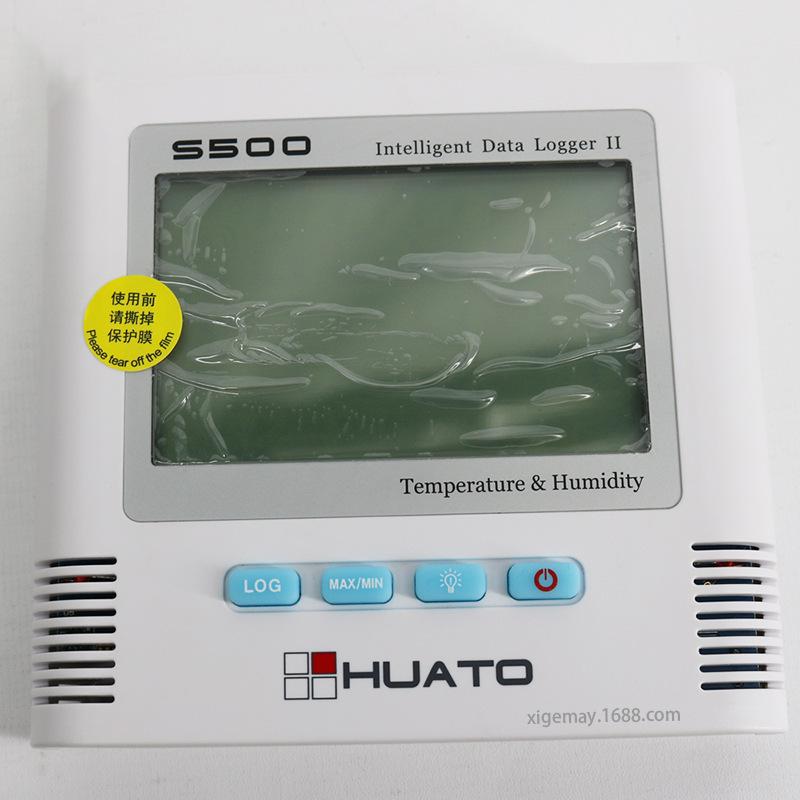 S500
Intelligent Data Logger II
使用前
请撕掉
保护膜
Please tear off the film
Temperature & Humidity
LOG
MAX/MIN
HUATO
xigemay.1688.com